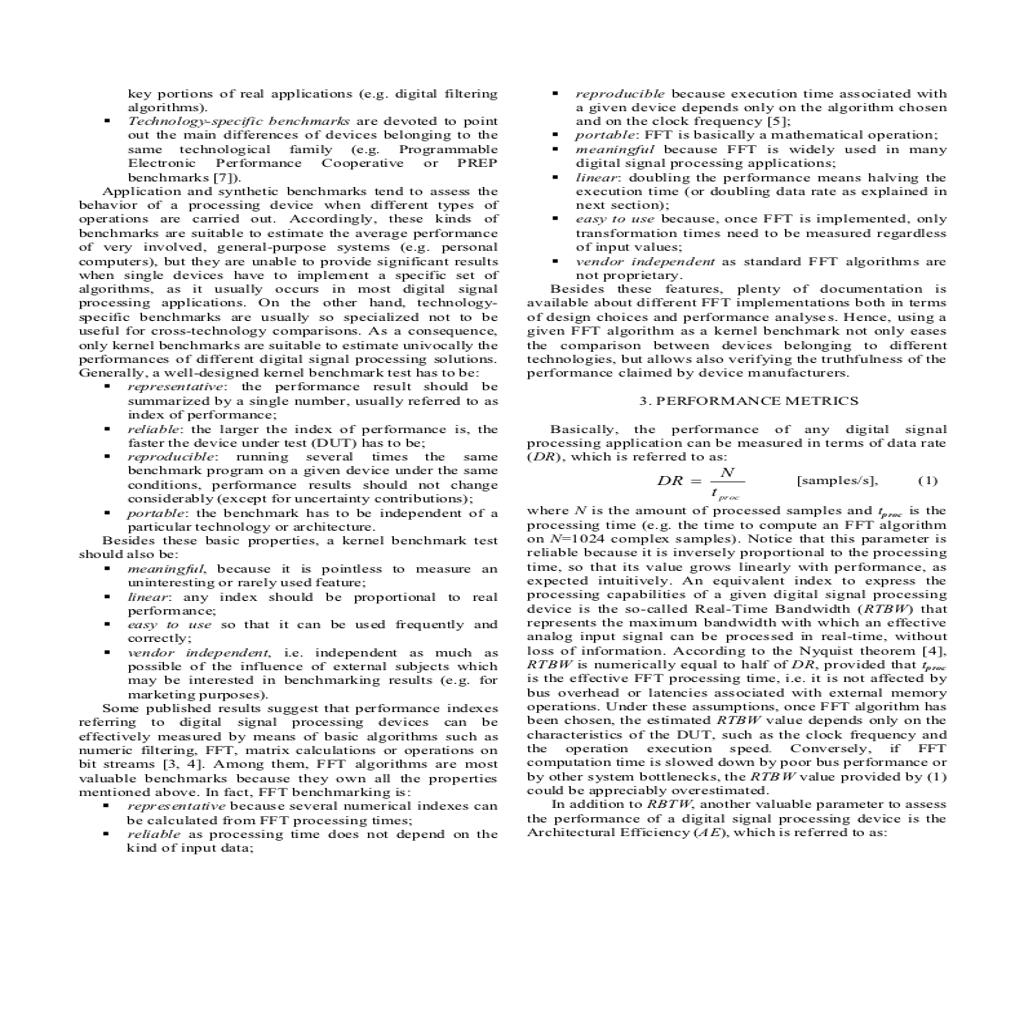 key portions of real applications (e.g. digital filtering
algorithms).
▪ Technology-specific benchmarks are devoted to point
out the main differences of devices belonging to the
same technological family (e.g. Programmable
Electronic Performance Cooperative or PREP
benchmarks [7]).
Application and synthetic benchmarks tend to assess the
behavior of a processing device when different types of
operations are carried out. Accordingly, these kinds of
benchmarks are suitable to estimate the average performance
of very involved, general-purpose systems (e.g. personal
computers), but they are unable to provide significant results
when single devices have to implement a specific set of
algorithms, as it usually occurs in most digital signal
processing applications. On the other hand, technology-
specific benchmarks are usually so specialized not to be
useful for cross-technology comparisons. As a consequence,
only kernel benchmarks are suitable to estimate univocally the
performances of different digital signal processing solutions.
Generally, a well-designed kernel benchmark test has to be:
▪ representative: the performance result should be
summarized by a single number, usually referred to as
index of performance;
▪ reliable: the larger the index of performance is, the
faster the device under test (DUT) has to be;
▪ reproducible: running several times the same
benchmark program on a given device under the same
conditions, performance results should not change
considerably (except for uncertainty contributions);
▪ portable: the benchmark has to be independent of a
particular technology or architecture.
Besides these basic properties, a kernel benchmark test
should also be:
▪ meaningful, because it is pointless to measure an
uninteresting or rarely used feature;
▪ linear: any index should be proportional to real
performance;
▪ easy to use so that it can be used frequently and
correctly;
▪ vendor independent, i.e. independent as much as
possible of the influence of external subjects which
may be interested in benchmarking results (e.g. for
marketing purposes).
Some published results suggest that performance indexes
referring to digital signal processing devices can be
effectively measured by means of basic algorithms such as
numeric filtering, FFT, matrix calculations or operations on
bit streams [3, 4]. Among them, FFT algorithms are most
valuable benchmarks because they own all the properties
mentioned above. In fact, FFT benchmarking is:
▪ representative because several numerical indexes can
be calculated from FFT processing times;
▪ reliable as processing time does not depend on the
kind of input data;
▪ reproducible because execution time associated with
a given device depends only on the algorithm chosen
and on the clock frequency [5];
▪ portable: FFT is basically a mathematical operation;
▪ meaningful because FFT is widely used in many
digital signal processing applications;
▪ linear: doubling the performance means halving the
execution time (or doubling data rate as explained in
next section);
▪ easy to use because, once FFT is implemented, only
transformation times need to be measured regardless
of input values;
▪ vendor independent as standard FFT algorithms are
not proprietary.
Besides these features, plenty of documentation is
available about different FFT implementations both in terms
of design choices and performance analyses. Hence, using a
given FFT algorithm as a kernel benchmark not only eases
the comparison between devices belonging to different
technologies, but allows also verifying the truthfulness of the
performance claimed by device manufacturers.
3. PERFORMANCE METRICS
Basically, the performance of any digital signal
processing application can be measured in terms of data rate
(DR), which is referred to as:
DR = N / t proc [samples/s], (1)
where N is the amount of processed samples and tproc is the
processing time (e.g. the time to compute an FFT algorithm
on N=1024 complex samples). Notice that this parameter is
reliable because it is inversely proportional to the processing
time, so that its value grows linearly with performance, as
expected intuitively. An equivalent index to express the
processing capabilities of a given digital signal processing
device is the so-called Real-Time Bandwidth (RTBW) that
represents the maximum bandwidth with which an effective
analog input signal can be processed in real-time, without
loss of information. According to the Nyquist theorem [4],
RTBW is numerically equal to half of DR, provided that tproc
is the effective FFT processing time, i.e. it is not affected by
bus overhead or latencies associated with external memory
operations. Under these assumptions, once FFT algorithm has
been chosen, the estimated RTBW value depends only on the
characteristics of the DUT, such as the clock frequency and
the operation execution speed. Conversely, if FFT
computation time is slowed down by poor bus performance or
by other system bottlenecks, the RTBW value provided by (1)
could be appreciably overestimated.
In addition to RBTW, another valuable parameter to assess
the performance of a digital signal processing device is the
Architectural Efficiency (AE), which is referred to as: